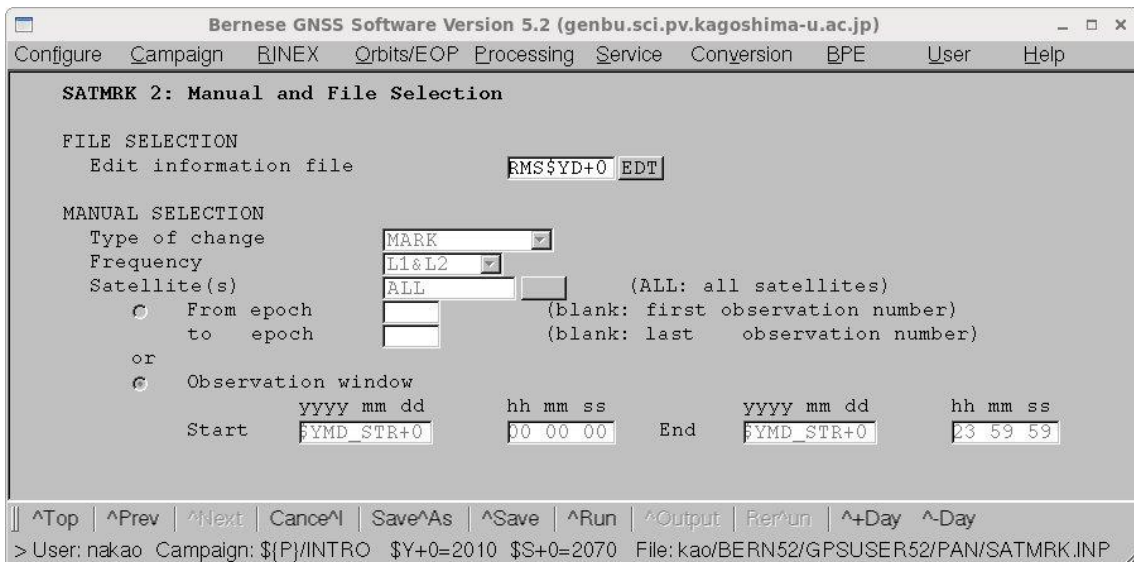 Bernese GNSS Software Version 5.2 (genbu.sci.pv.kagoshima-u.ac.jp)
Configure Campaign RINEX Orbits/EOP Processing Service Conversion BPE User Help
SATMRK 2: Manual and File Selection
FILE SELECTION
Edit information file RMS$YD+0 EDT
MANUAL SELECTION
Type of change MARK
Frequency L1&L2
Satellite(s) ALL (ALL: all satellites)
From epoch (blank: first observation number)
to epoch (blank: last observation number)
or
Observation window
yyyy mm dd hh mm ss yyyy mm dd hh mm ss
Start $YMD_STR+0 00 00 00 End $YMD_STR+0 23 59 59
^Top | ^Prev | ^Next | Cance^l | Save^As | ^Save | ^Run | ^Output | Rer^un | ^+Day ^-Day
> User: nakao Campaign: ${P}/INTRO $Y+0=2010 $S+0=2070 File: kao/BERN52/GPSUSER52/PAN/SATMRK.INP